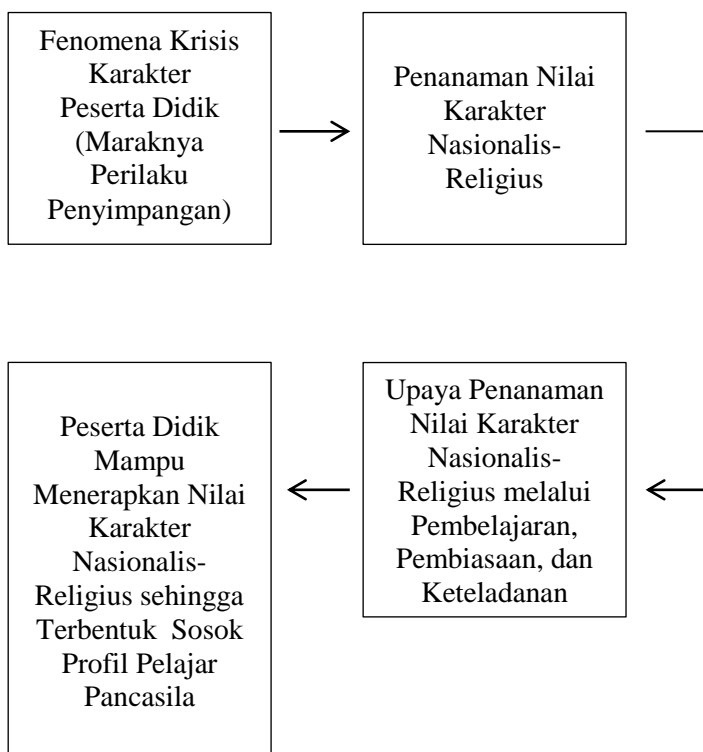 Fenomena Krisis
Karakter
Peserta Didik
(Maraknya
Perilaku
Penyimpangan)
Penanaman Nilai
Karakter
Nasionalis-
Religius
Upaya Penanaman
Nilai Karakter
Nasionalis-
Religius melalui
Pembelajaran,
Pembiasaan, dan
Keteladanan
Peserta Didik
Mampu
Menerapkan Nilai
Karakter
Nasionalis-
Religius sehingga
Terbentuk Sosok
Profil Pelajar
Pancasila